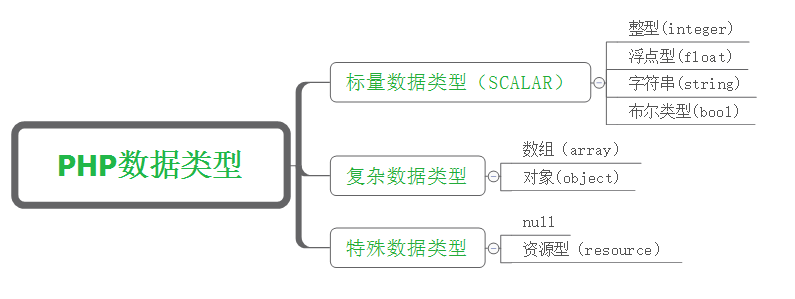 PHP数据类型
标量数据类型（SCALAR）
整型(integer)
浮点型(float)
字符串(string)
布尔类型(bool)
复杂数据类型
数组（array）
对象(object)
特殊数据类型
null
资源型（resource）